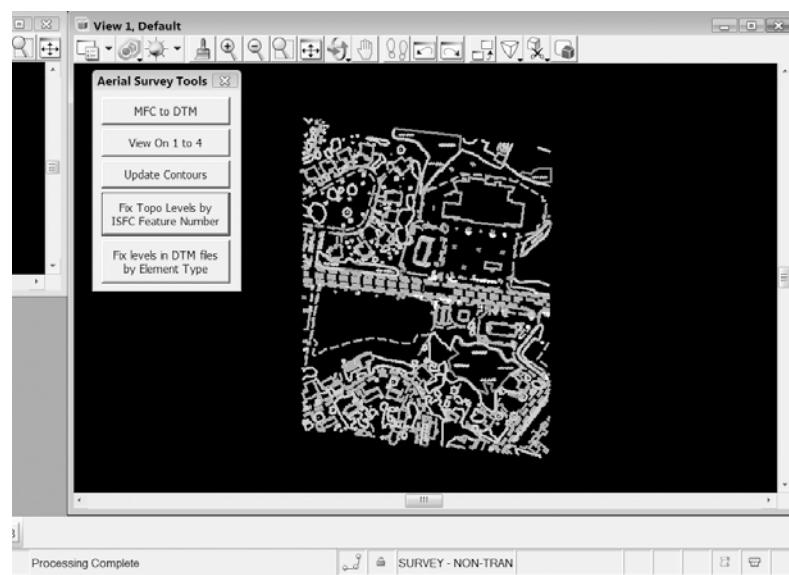 View 1, Default
Aerial Survey Tools
MFC to DTM
View On 1 to 4
Update Contours
Fix Topo Levels by
ISFC Feature Number
Fix levels in DTM files
by Element Type
Processing Complete
SURVEY - NON-TRAN